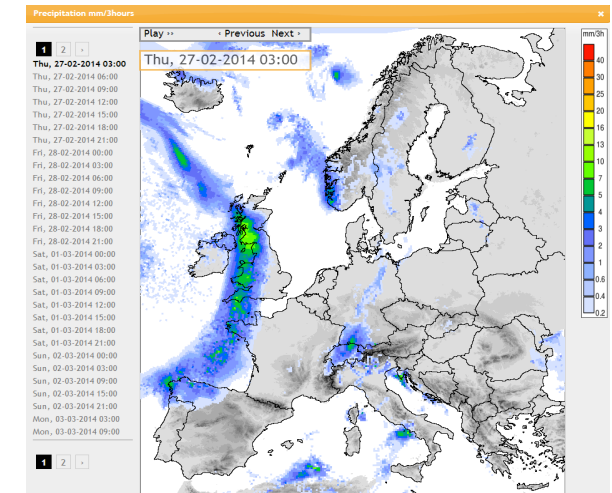 Precipitation mm/3hours ×
1 2 ›
Thu, 27-02-2014 03:00
Thu, 27-02-2014 06:00
Thu, 27-02-2014 09:00
Thu, 27-02-2014 12:00
Thu, 27-02-2014 15:00
Thu, 27-02-2014 18:00
Thu, 27-02-2014 21:00
Fri, 28-02-2014 00:00
Fri, 28-02-2014 03:00
Fri, 28-02-2014 06:00
Fri, 28-02-2014 09:00
Fri, 28-02-2014 12:00
Fri, 28-02-2014 15:00
Fri, 28-02-2014 18:00
Fri, 28-02-2014 21:00
Sat, 01-03-2014 00:00
Sat, 01-03-2014 03:00
Sat, 01-03-2014 06:00
Sat, 01-03-2014 09:00
Sat, 01-03-2014 12:00
Sat, 01-03-2014 15:00
Sat, 01-03-2014 18:00
Sat, 01-03-2014 21:00
Sun, 02-03-2014 00:00
Sun, 02-03-2014 03:00
Sun, 02-03-2014 09:00
Sun, 02-03-2014 15:00
Sun, 02-03-2014 21:00
Mon, 03-03-2014 03:00
Mon, 03-03-2014 09:00
1 2 ›
Play ›› ‹ Previous Next ›
Thu, 27-02-2014 03:00
mm/3h
40
30
25
20
16
13
10
7
5
4
3
2
1
0.6
0.4
0.2